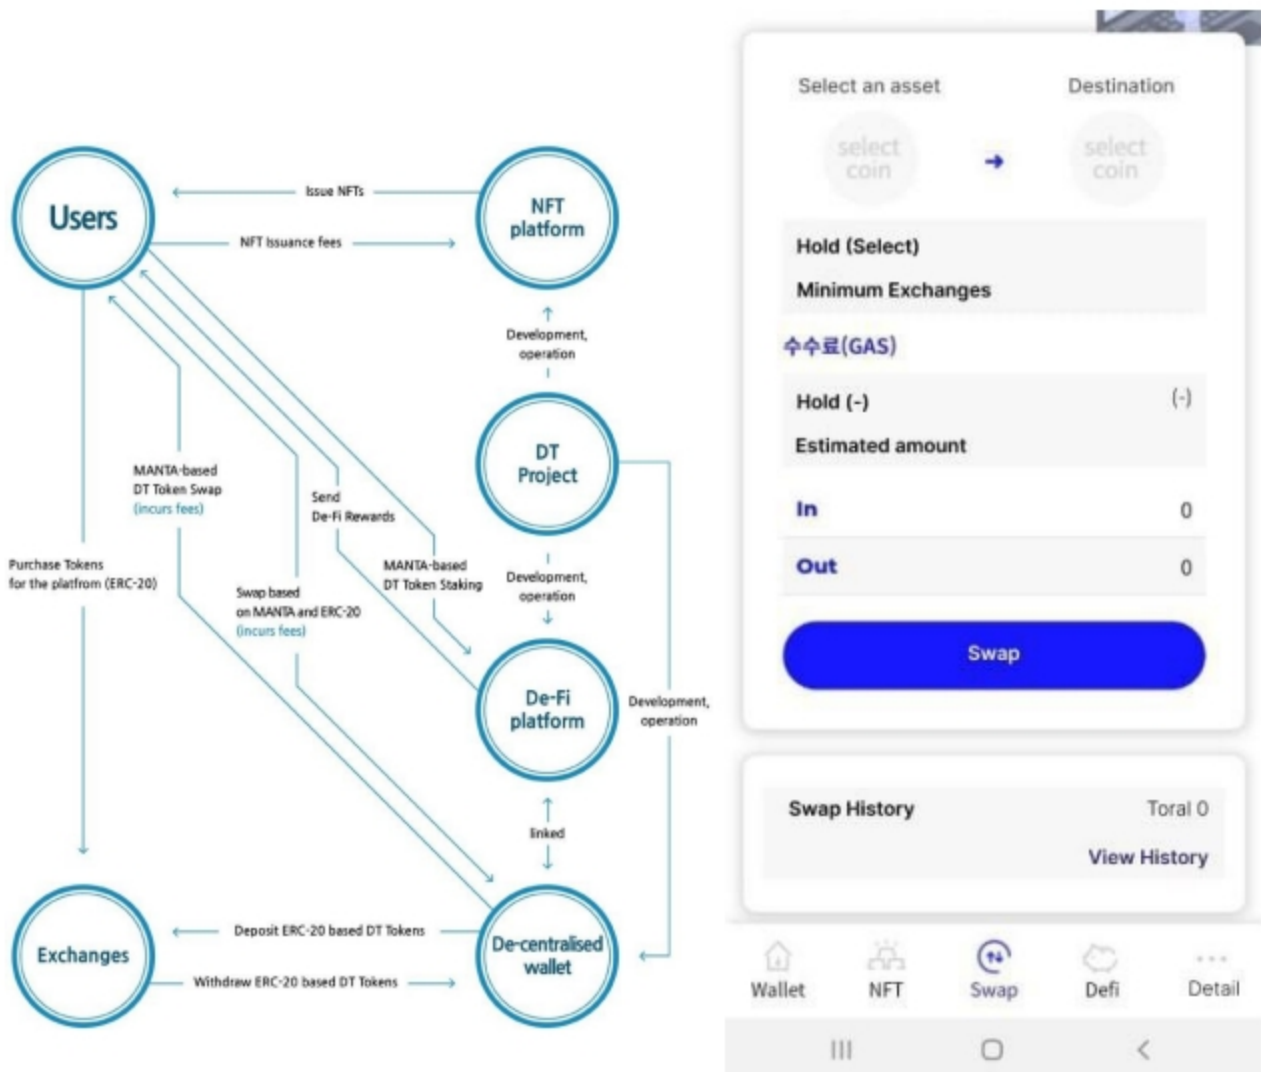 Users
Issue NFTs
NFT Issuance fees
NFT
platform
Development,
operation
DT
Project
MANTA-based
DT Token Swap
(incurs fees)
Send
De-Fi Rewards
Purchase Tokens
for the platfrom (ERC-20)
Swap based
on MANTA and ERC-20
(incurs fees)
MANTA-based
DT Token Staking
Development,
operation
De-Fi
platform
Development,
operation
linked
Exchanges
Deposit ERC-20 based DT Tokens
Withdraw ERC-20 based DT Tokens
De-centralised
wallet
Select an asset
Destination
select
coin
select
coin
Hold (Select)
Minimum Exchanges
수수료(GAS)
Hold (-) (-)
Estimated amount
In 0
Out 0
Swap
Swap History Toral 0
View History
Wallet NFT Swap Defi Detail